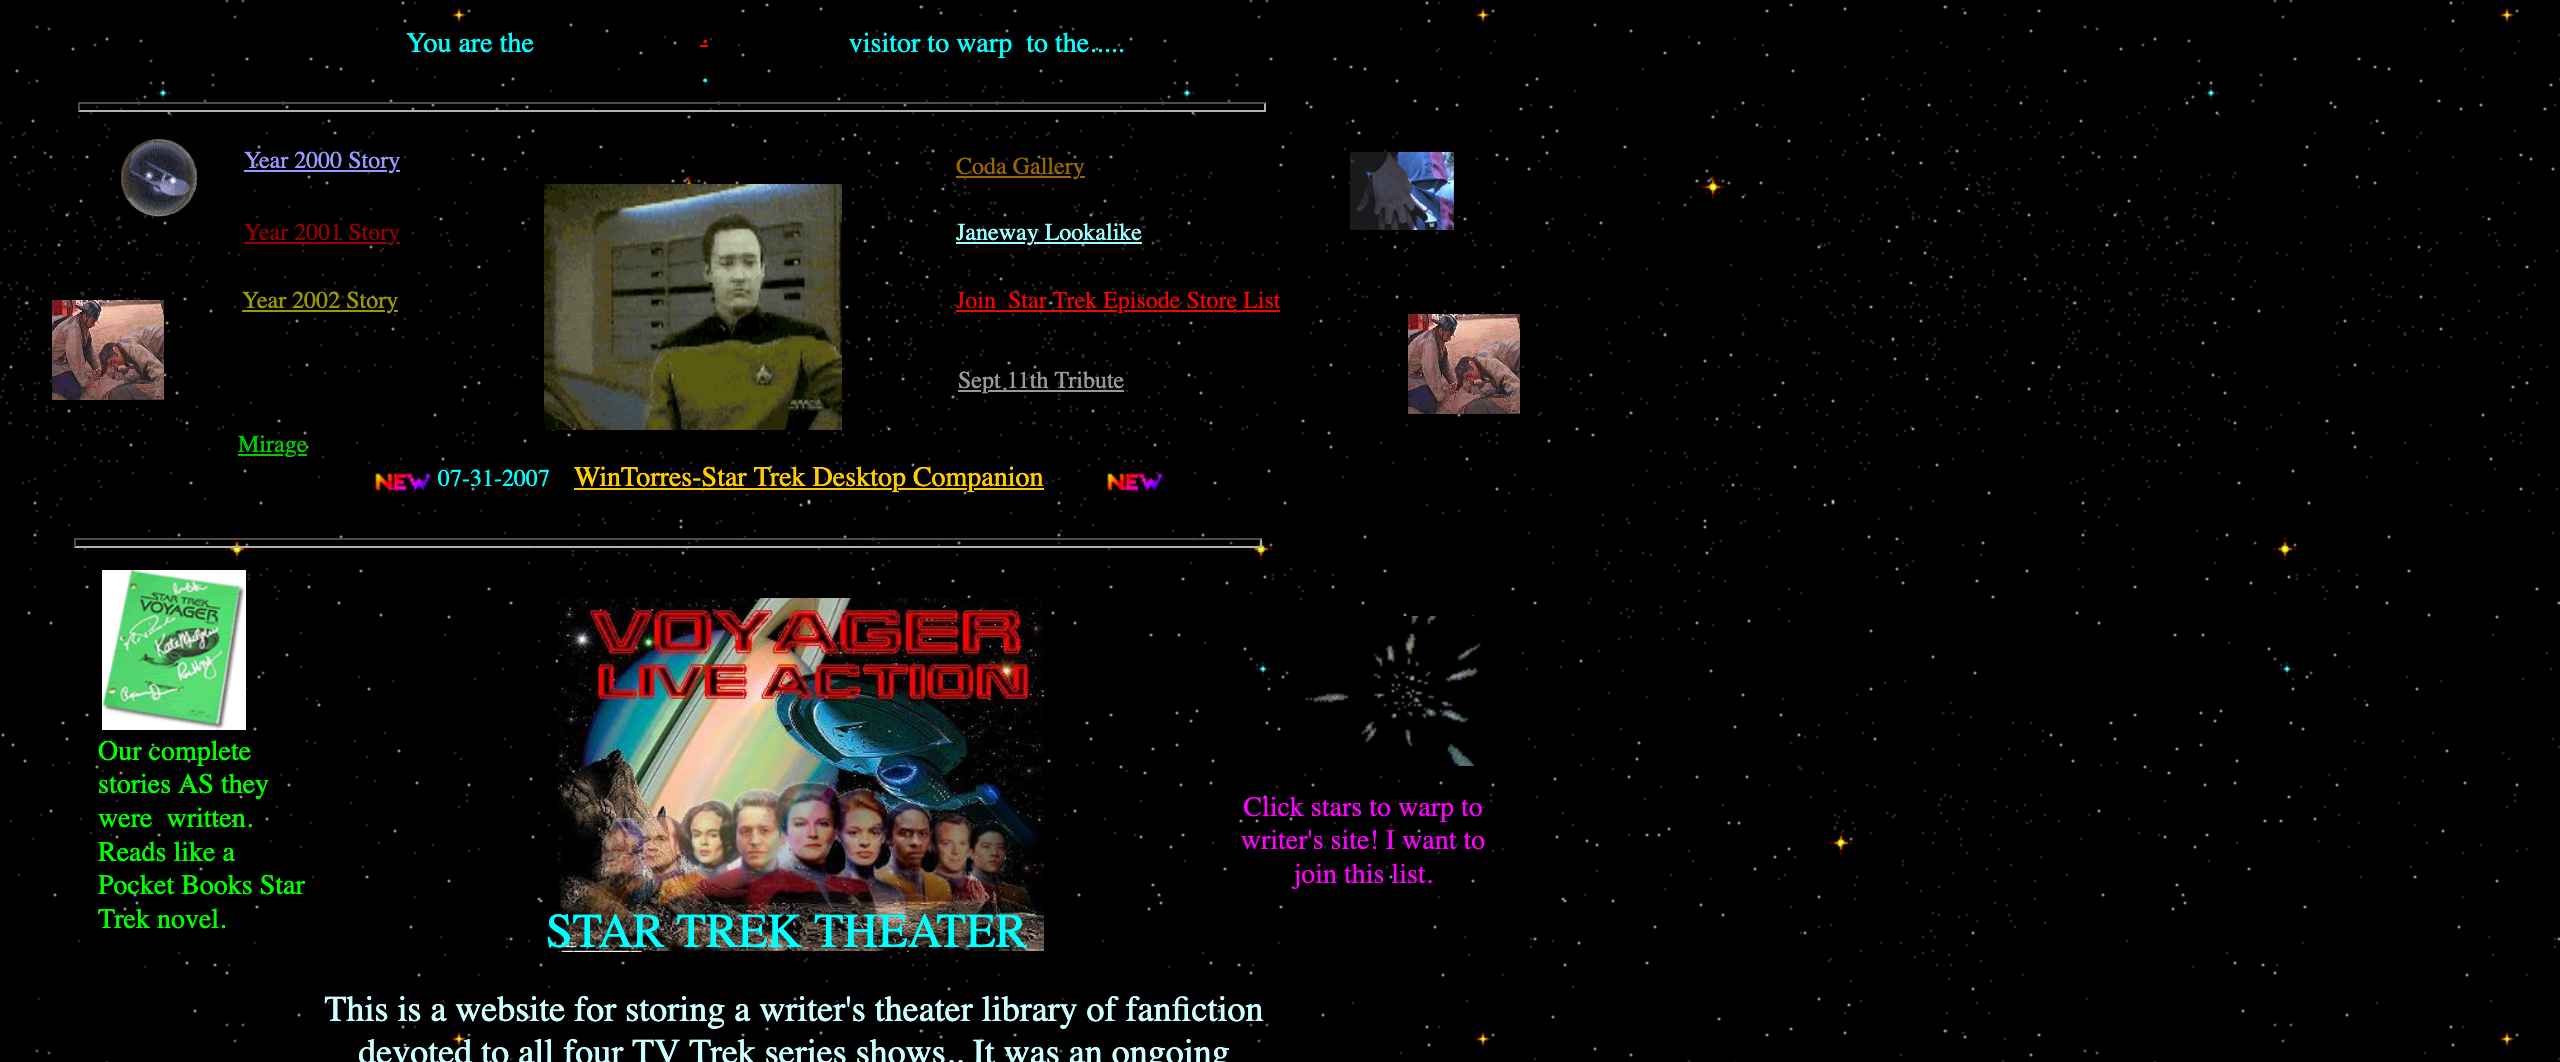 You are the visitor to warp  to the.....
Year 2000 Story
Coda Gallery
Year 2001 Story
Janeway Lookalike
Year 2002 Story
Join  Star Trek Episode Store List
Sept 11th Tribute
Mirage
NEW 07-31-2007 WinTorres-Star Trek Desktop Companion NEW
STAR TREK
VOYAGER
Our complete
stories AS they
were  written.
Reads like a
Pocket Books Star
Trek novel.
VOYAGER
LIVE ACTION
STAR TREK THEATER
Click stars to warp to
writer's site! I want to
join this list.
This is a website for storing a writer's theater library of fanfiction
devoted to all four TV Trek series shows.. It was an ongoing